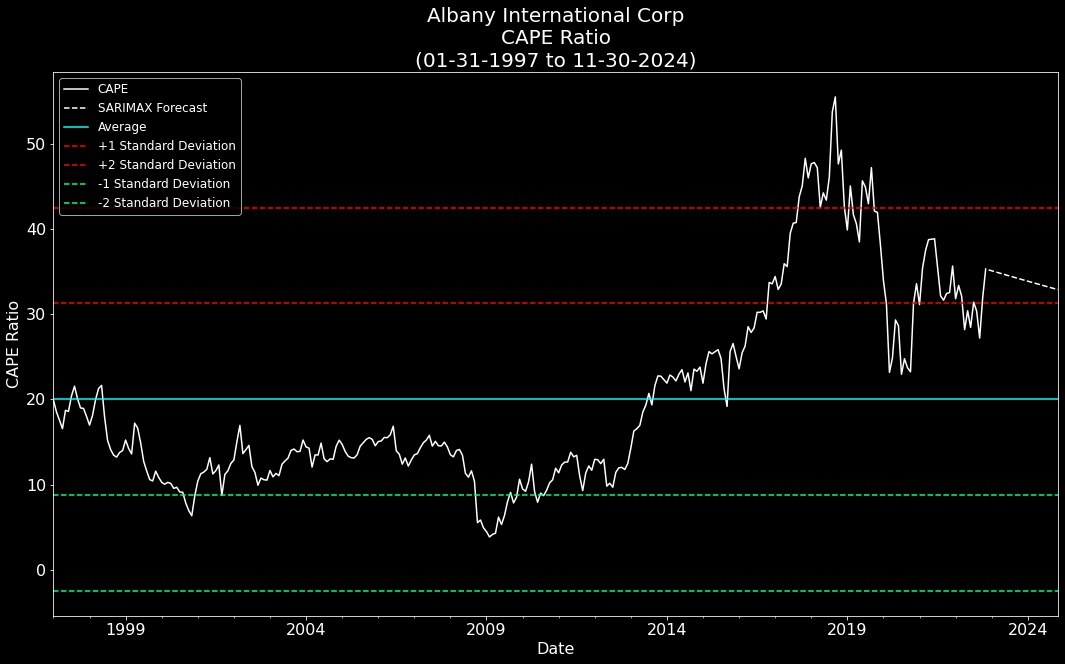 Albany International Corp
CAPE Ratio
(01-31-1997 to 11-30-2024)
CAPE
SARIMAX Forecast
Average
+1 Standard Deviation
+2 Standard Deviation
-1 Standard Deviation
-2 Standard Deviation
CAPE Ratio
50
40
30
20
10
0
1999
2004
2009
2014
2019
2024
Date